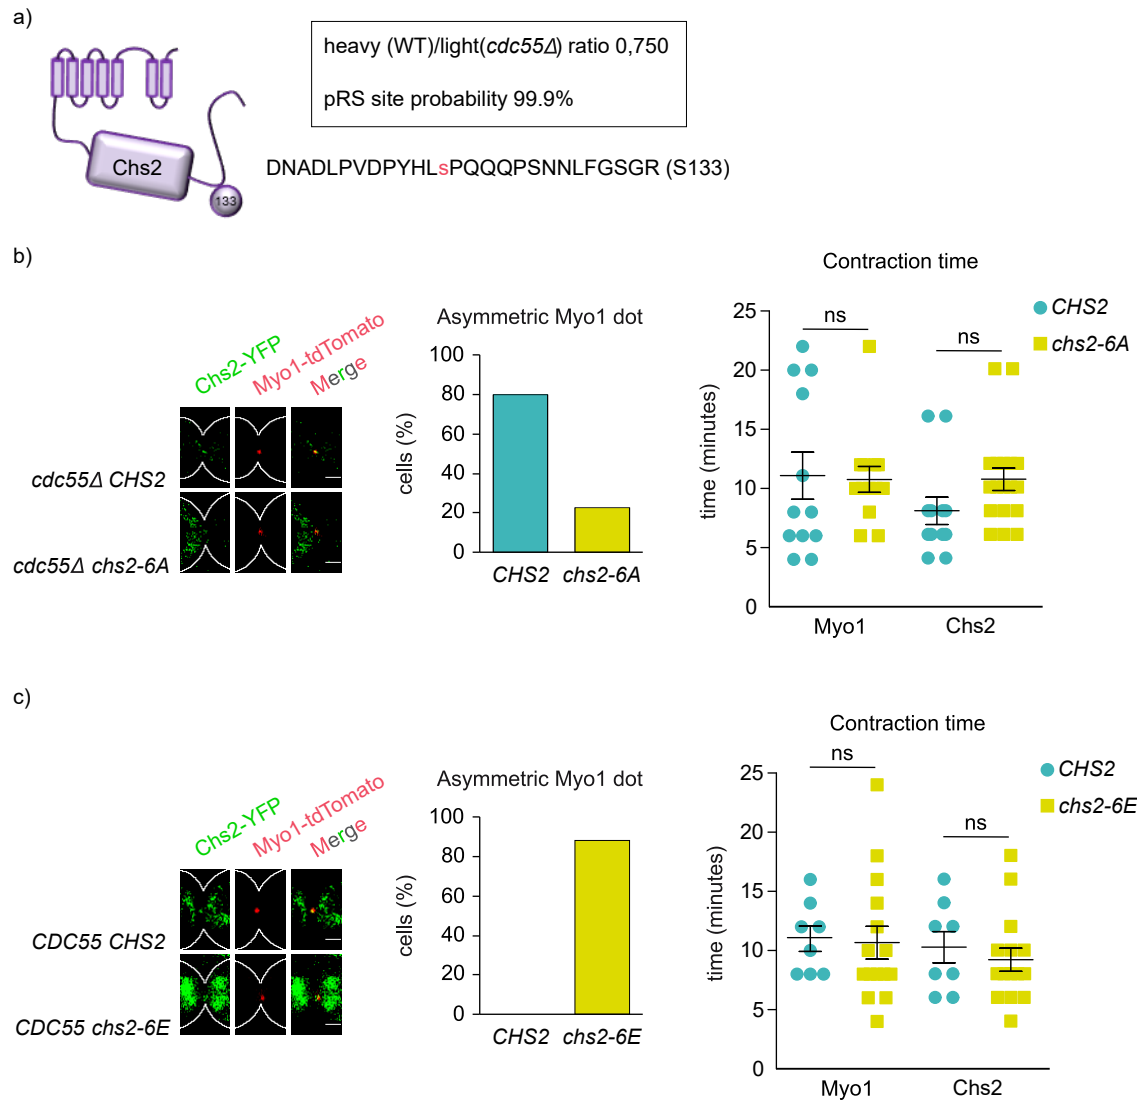 a)
heavy (WT)/light(cdc55Δ) ratio 0,750
pRS site probability 99.9%
Chs2
133
DNADLPVDPYHLsPQQQPSNNLFGSGR (S133)
b)
Chs2-YFP
Myo1-tdTomato
Merge
cdc55Δ CHS2
cdc55Δ chs2-6A
Asymmetric Myo1 dot
cells (%)
100
80
60
40
20
0
CHS2
chs2-6A
Contraction time
time (minutes)
25
20
15
10
5
0
ns
ns
Myo1
Chs2
CHS2
chs2-6A
c)
Chs2-YFP
Myo1-tdTomato
Merge
CDC55 CHS2
CDC55 chs2-6E
Asymmetric Myo1 dot
cells (%)
100
80
60
40
20
0
CHS2
chs2-6E
Contraction time
time (minutes)
25
20
15
10
5
0
ns
ns
Myo1
Chs2
CHS2
chs2-6E